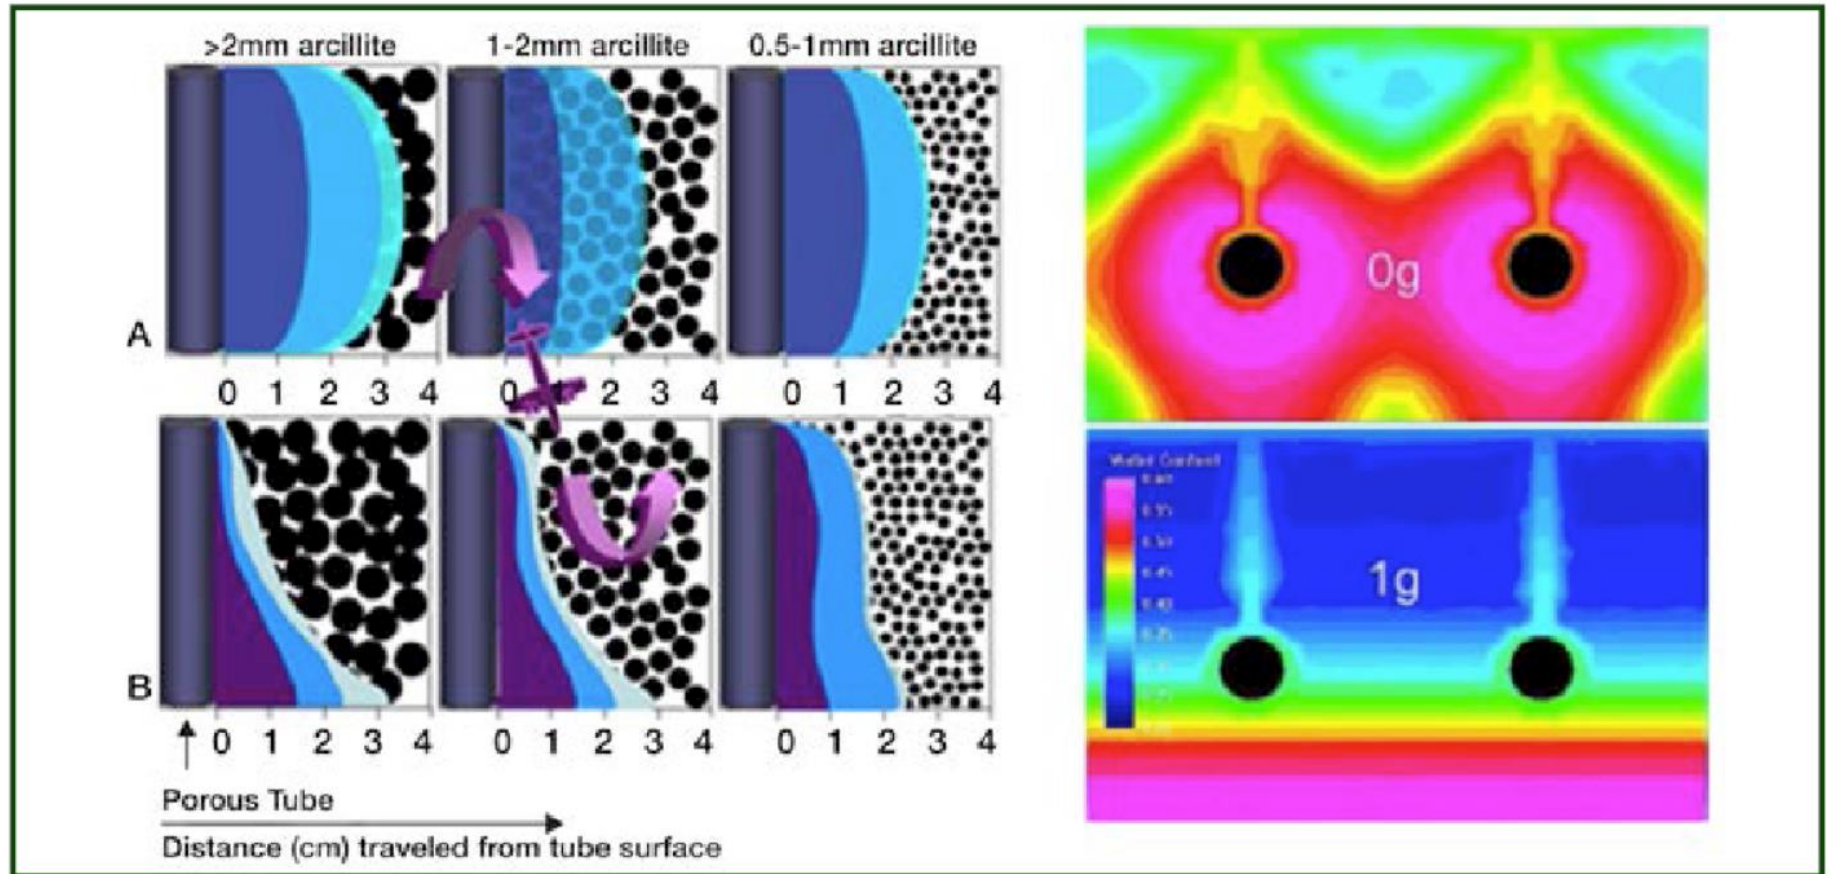 >2mm arcillite
1-2mm arcillite
0.5-1mm arcillite
A
0 1 2 3 4
0 2 3 4
0 1 2 3 4
B
0 1 2 3 4
0 1 2 3 4
0 1 2 3 4
Porous Tube
Distance (cm) traveled from tube surface
0g
Water Content
1g